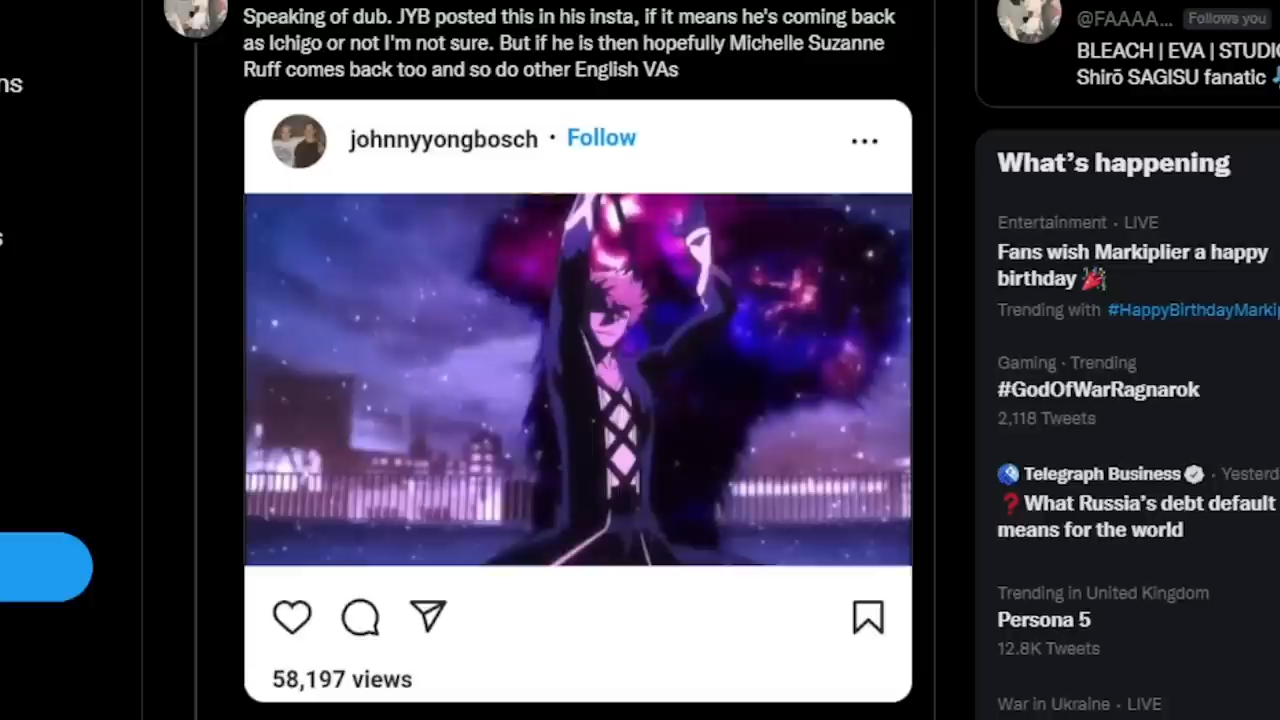 Speaking of dub. JYB posted this in his insta, if it means he's coming back
as Ichigo or not I'm not sure. But if he is then hopefully Michelle Suzanne
Ruff comes back too and so do other English VAs
johnnyyongbosch · Follow
58,197 views
ns
s
@FAAAA... Follows you
BLEACH | EVA | STUDIO
Shirō SAGISU fanatic
What's happening
Entertainment · LIVE
Fans wish Markiplier a happy
birthday 🎉
Trending with #HappyBirthdayMarkip
Gaming · Trending
#GodOfWarRagnarok
2,118 Tweets
Telegraph Business · Yesterd
❓What Russia's debt default
means for the world
Trending in United Kingdom
Persona 5
12.8K Tweets
War in Ukraine · LIVE